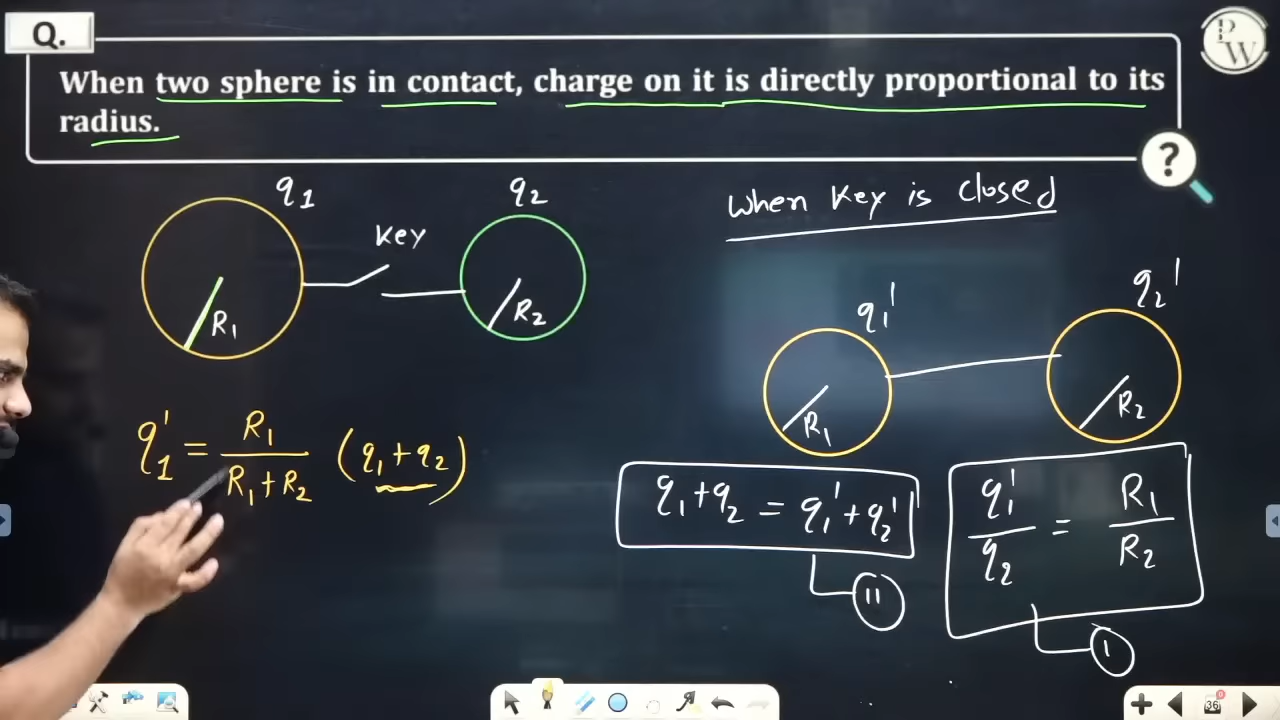 Q.
PW
When two sphere is in contact, charge on it is directly proportional to its
radius.
?
q1
q2
Key
R1
R2
When Key is closed
q1'
q2'
R1
R2
q1' = R1/(R1+R2) (q1+q2)
q1+q2 = q1'+q2'
II
q1'/q2 = R1/R2
I
36